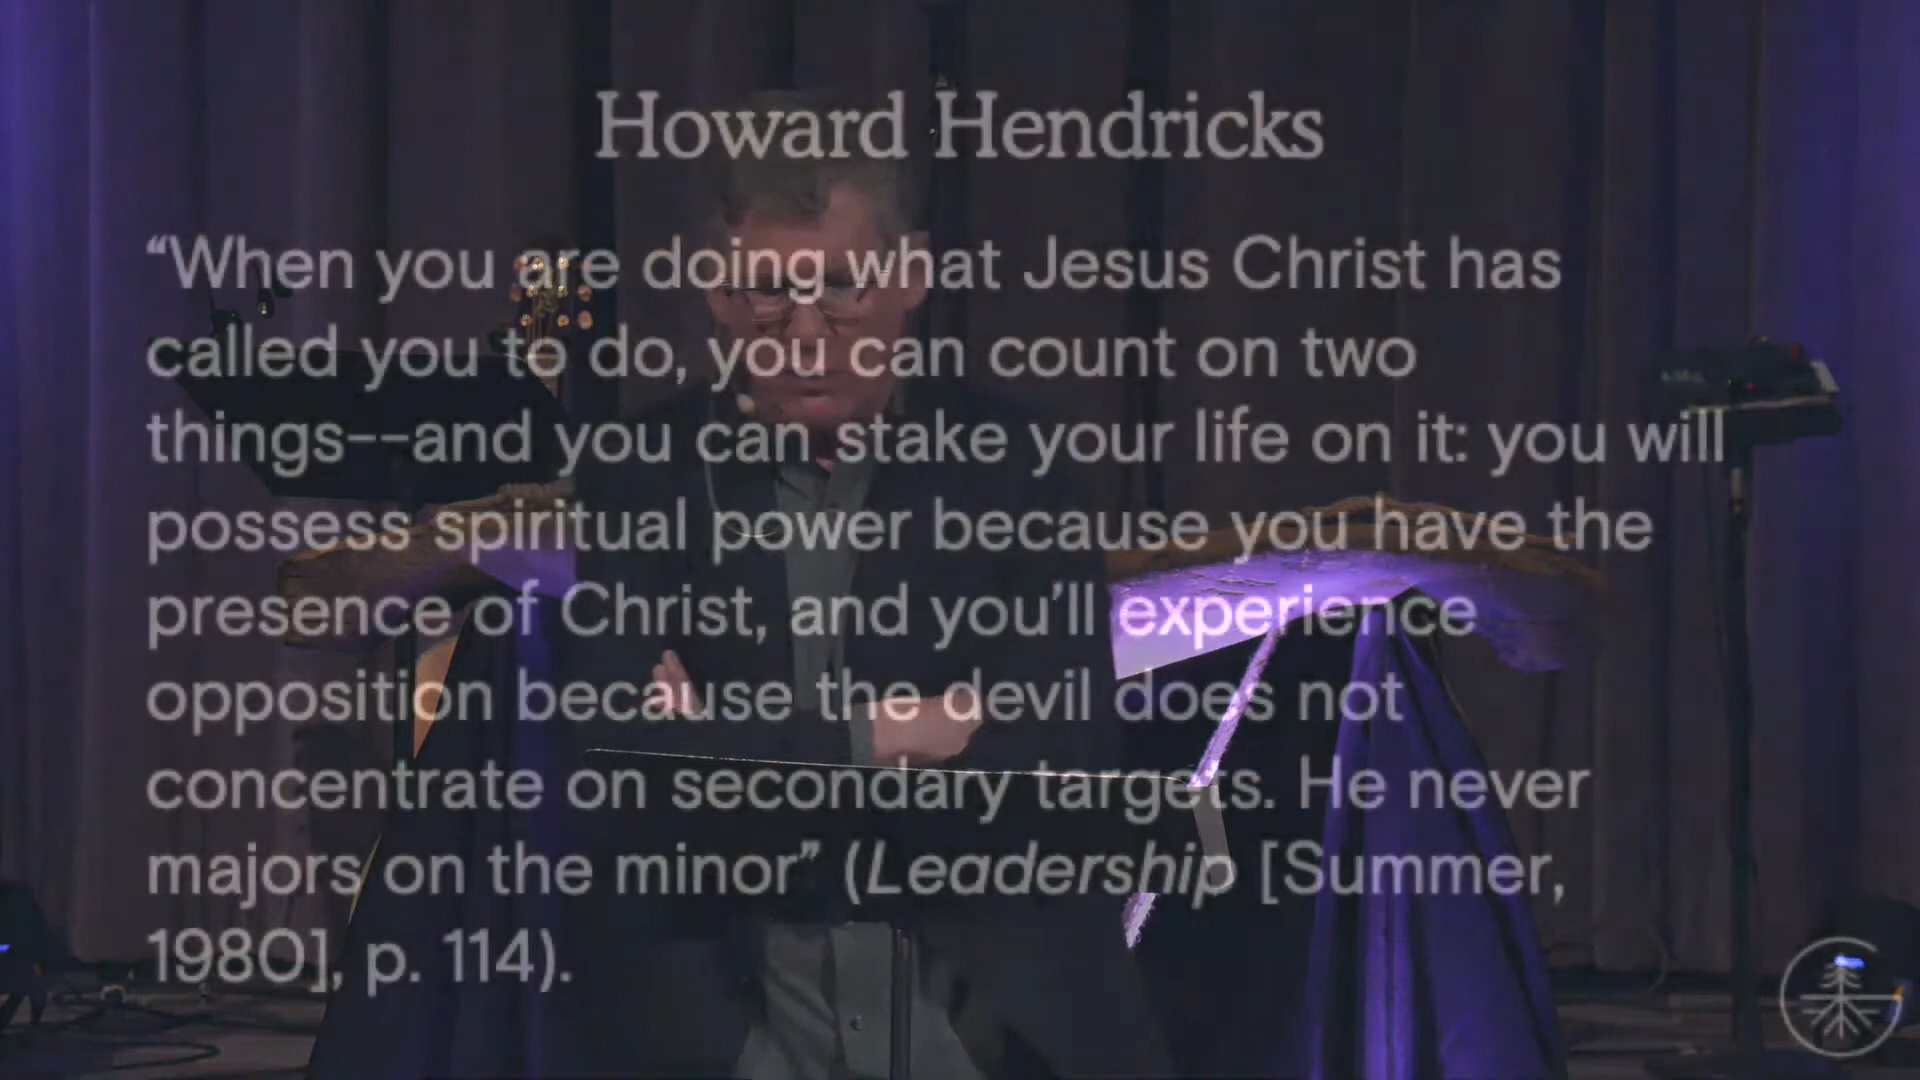 Howard Hendricks
“When you are doing what Jesus Christ has
called you to do, you can count on two
things--and you can stake your life on it: you will
possess spiritual power because you have the
presence of Christ, and you’ll experience
opposition because the devil does not
concentrate on secondary targets. He never
majors on the minor” (Leadership [Summer,
1980], p. 114).